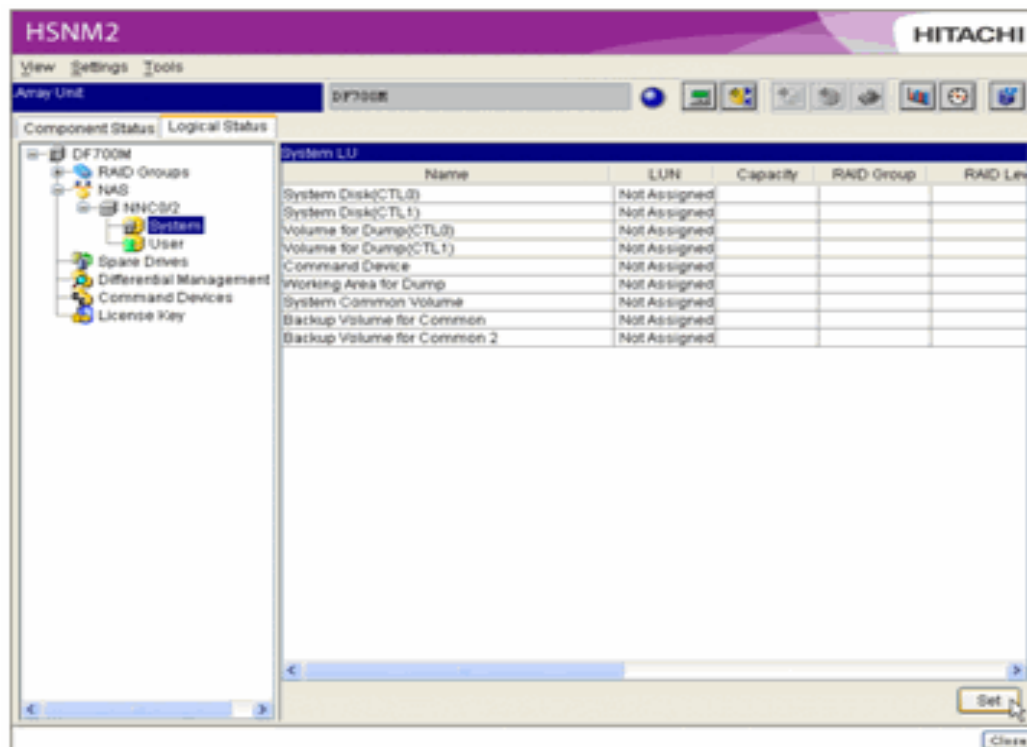 HSNM2
HITACHI
View Settings Tools
Array Unit
DF700M
Component Status Logical Status
DF700M
RAID Groups
NAS
NNC0/2
System
User
Spare Drives
Differential Management
Command Devices
License Key
System LU
Name LUN Capacity RAID Group RAID Lev
System Disk(CTL0) Not Assigned
System Disk(CTL1) Not Assigned
Volume for Dump(CTL0) Not Assigned
Volume for Dump(CTL1) Not Assigned
Command Device Not Assigned
Working Area for Dump Not Assigned
System Common Volume Not Assigned
Backup Volume for Common Not Assigned
Backup Volume for Common 2 Not Assigned
Set
Close